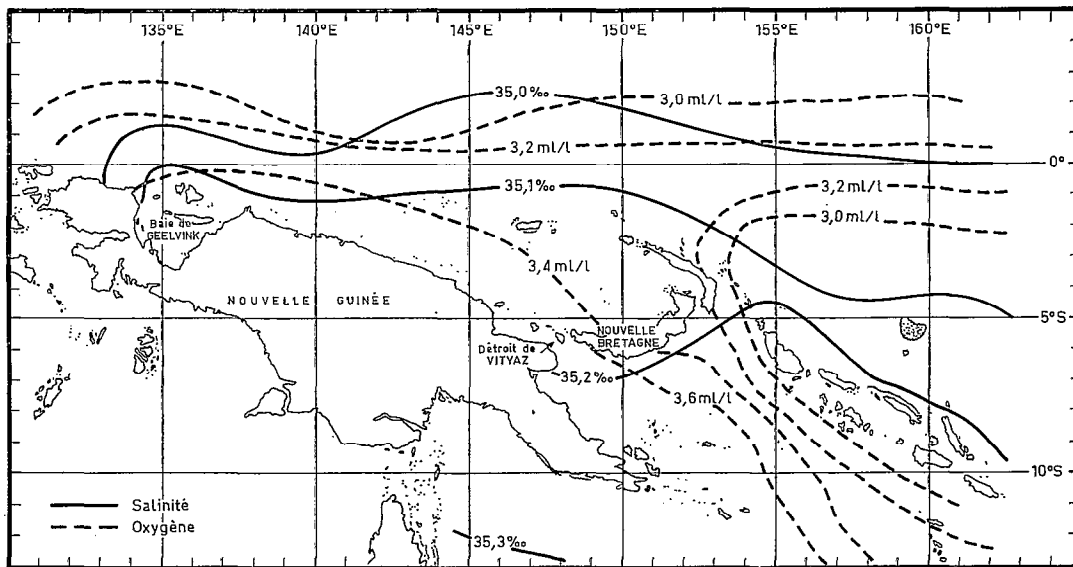 135°E 140°E 145°E 150°E 155°E 160°E
35,0‰
3,0 ml/l
3,2 ml/l
0°
35,1‰
3,2 ml/l
3,0 ml/l
Baie de
GEELVINK
3,4 ml/l
NOUVELLE GUINÉE
5°S
NOUVELLE
BRETAGNE
Détroit de
VITYAZ
35,2‰
3,6 ml/l
10°S
Salinité
Oxygène
35,3‰